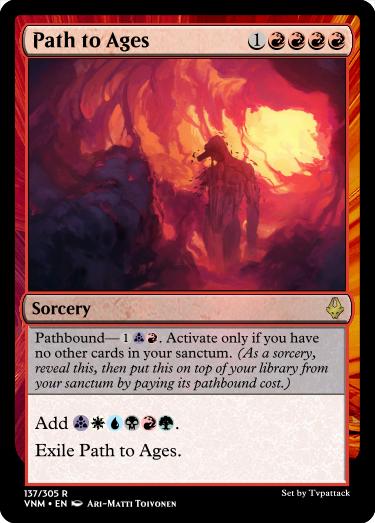 Path to Ages 1
Sorcery
Pathbound— 1 . Activate only if you have
no other cards in your sanctum. (As a sorcery,
reveal this, then put this on top of your library from
your sanctum by paying its pathbound cost.)
Add .
Exile Path to Ages.
137/305 R Set by Tvpattack
VNM • EN Ari-Matti Toivonen